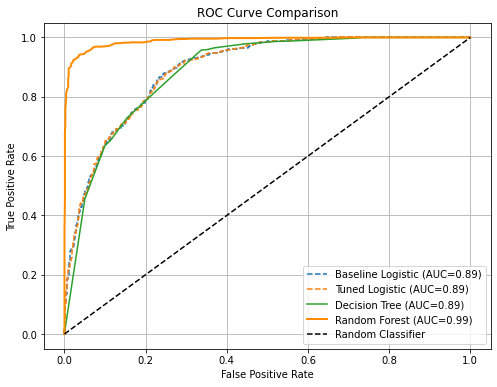 ROC Curve Comparison
True Positive Rate
1.0
0.8
0.6
0.4
0.2
0.0
Baseline Logistic (AUC=0.89)
Tuned Logistic (AUC=0.89)
Decision Tree (AUC=0.89)
Random Forest (AUC=0.99)
Random Classifier
0.0 0.2 0.4 0.6 0.8 1.0
False Positive Rate